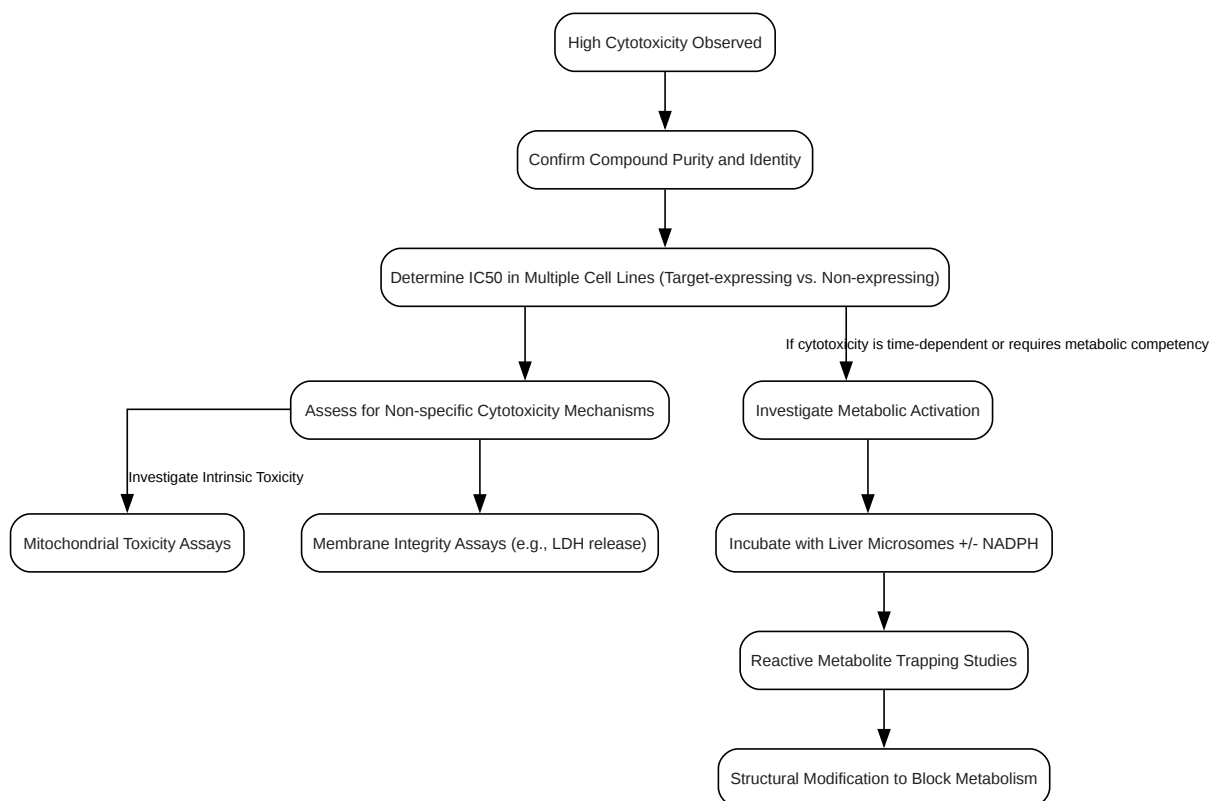 High Cytotoxicity Observed
Confirm Compound Purity and Identity
Determine IC50 in Multiple Cell Lines (Target-expressing vs. Non-expressing)
If cytotoxicity is time-dependent or requires metabolic competency
Assess for Non-specific Cytotoxicity Mechanisms
Investigate Metabolic Activation
Investigate Intrinsic Toxicity
Mitochondrial Toxicity Assays
Membrane Integrity Assays (e.g., LDH release)
Incubate with Liver Microsomes +/- NADPH
Reactive Metabolite Trapping Studies
Structural Modification to Block Metabolism